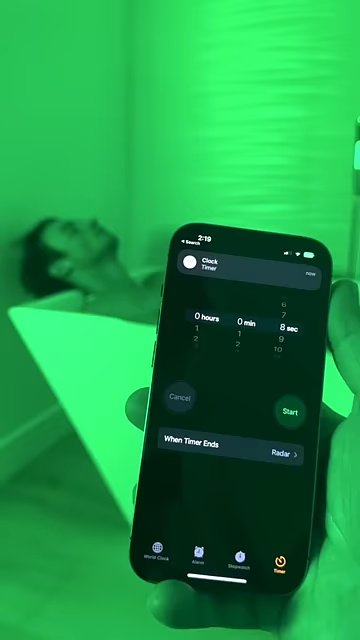 2:19
◀ Search
Clock
Timer
now
6
7
0 hours 0 min 8 sec
1 1 9
2 2 10
Cancel
Start
When Timer Ends
Radar >
World Clock
Alarm
Stopwatch
Timer